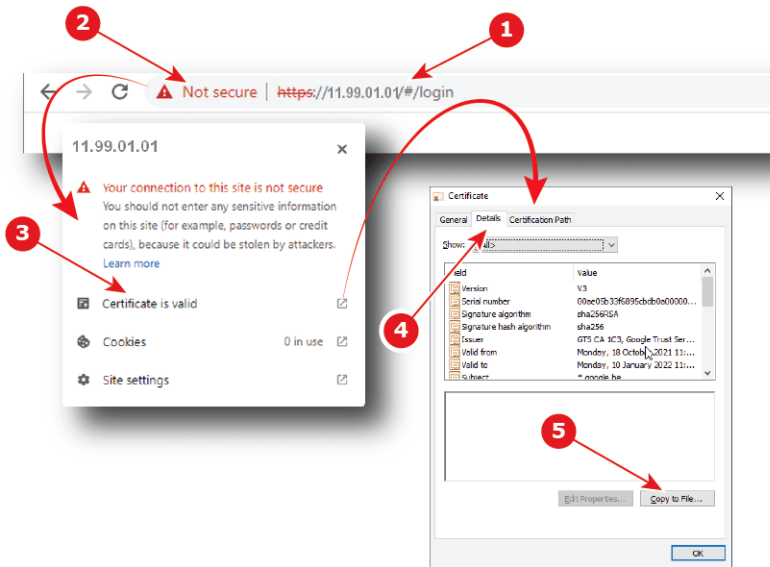 2
1
Not secure | https://11.99.01.01/#/login
11.99.01.01
Your connection to this site is not secure
You should not enter any sensitive information
on this site (for example, passwords or credit
cards), because it could be stolen by attackers.
Learn more
3
Certificate is valid
Cookies 0 in use
Site settings
Certificate
General Details Certification Path
Show:
Value
Version V3
Serial number 00ae05b33f6895cbdb0a00000...
Signature algorithm sha256RSA
Signature hash algorithm sha256
Issuer GTS CA 1C3, Google Trust Ser...
Valid from Monday, 18 October 2021 11:...
Valid to Monday, 10 January 2022 11:...
Subject *.google.be
4
5
Edit Properties... Copy to File...
OK